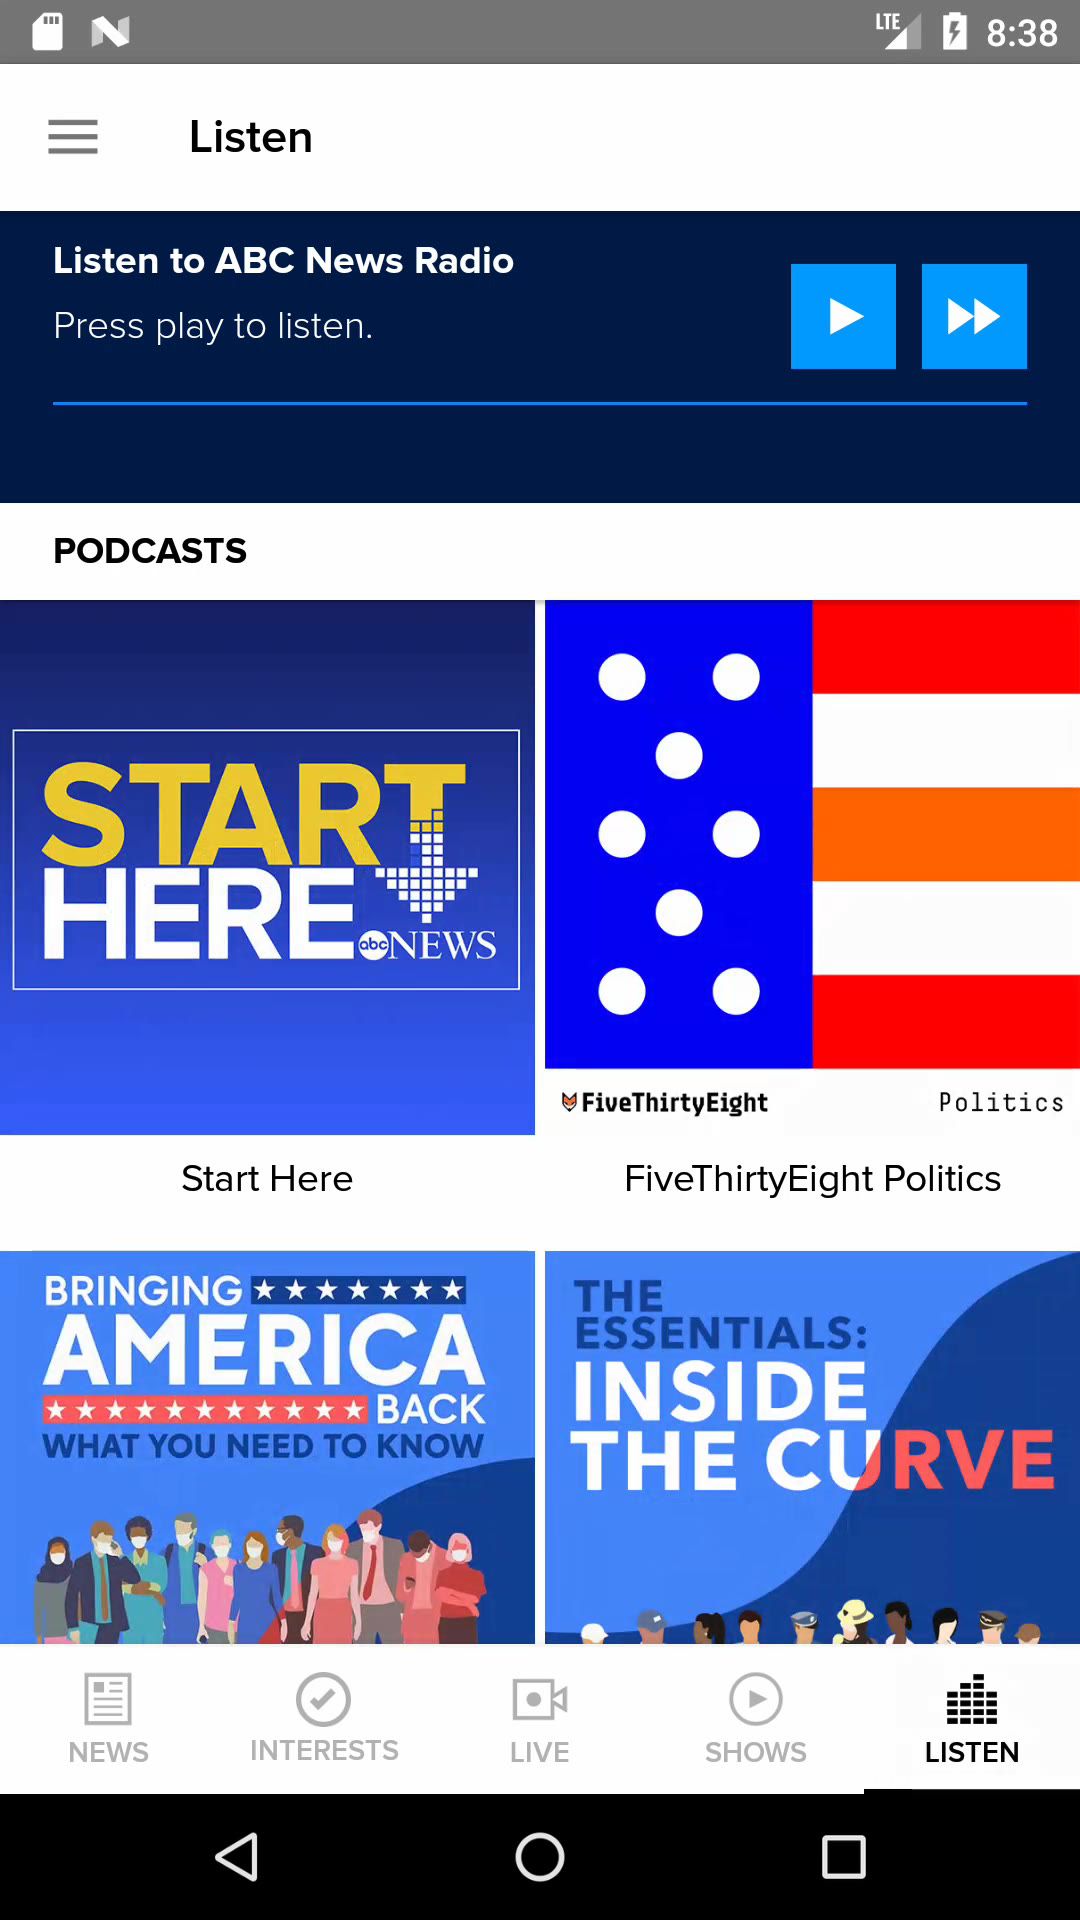 LTE 8:38
Listen
Listen to ABC News Radio
Press play to listen.
PODCASTS
START
HERE
abc NEWS
FiveThirtyEight Politics
Start Here
FiveThirtyEight Politics
BRINGING
AMERICA
BACK
WHAT YOU NEED TO KNOW
THE
ESSENTIALS:
INSIDE
THE CURVE
NEWS
INTERESTS
LIVE
SHOWS
LISTEN